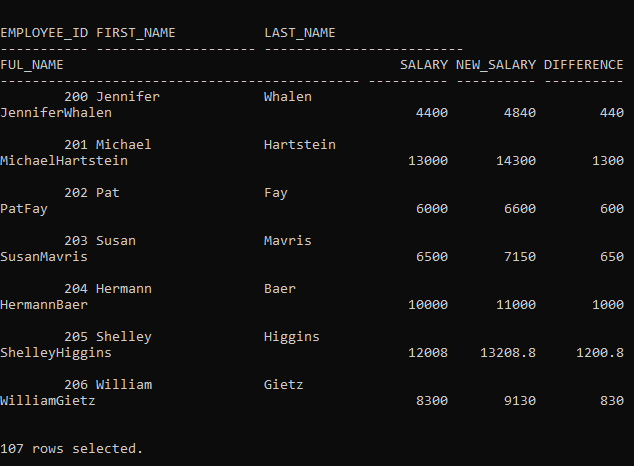 EMPLOYEE_ID FIRST_NAME           LAST_NAME
----------- -------------------- -------------------------
FUL_NAME                                          SALARY NEW_SALARY DIFFERENCE
--------------------------------------------- ---------- ---------- ----------
        200 Jennifer             Whalen
JenniferWhalen                                      4400       4840        440
        201 Michael              Hartstein
MichaelHartstein                                   13000      14300       1300
        202 Pat                  Fay
PatFay                                              6000       6600        600
        203 Susan                Mavris
SusanMavris                                         6500       7150        650
        204 Hermann              Baer
HermannBaer                                        10000      11000       1000
        205 Shelley              Higgins
ShelleyHiggins                                     12008    13208.8     1200.8
        206 William              Gietz
WilliamGietz                                        8300       9130        830
107 rows selected.